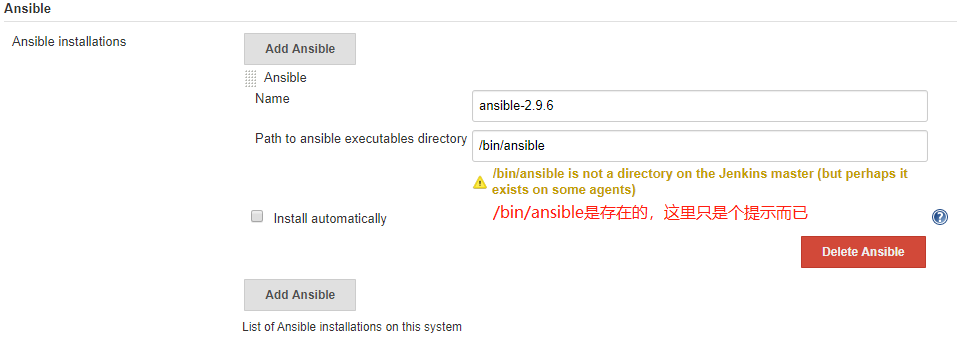 Ansible
Ansible installations
Add Ansible
Ansible
Name
ansible-2.9.6
Path to ansible executables directory
/bin/ansible
/bin/ansible is not a directory on the Jenkins master (but perhaps it
exists on some agents)
/bin/ansible是存在的，这里只是个提示而已
Install automatically
Delete Ansible
Add Ansible
List of Ansible installations on this system